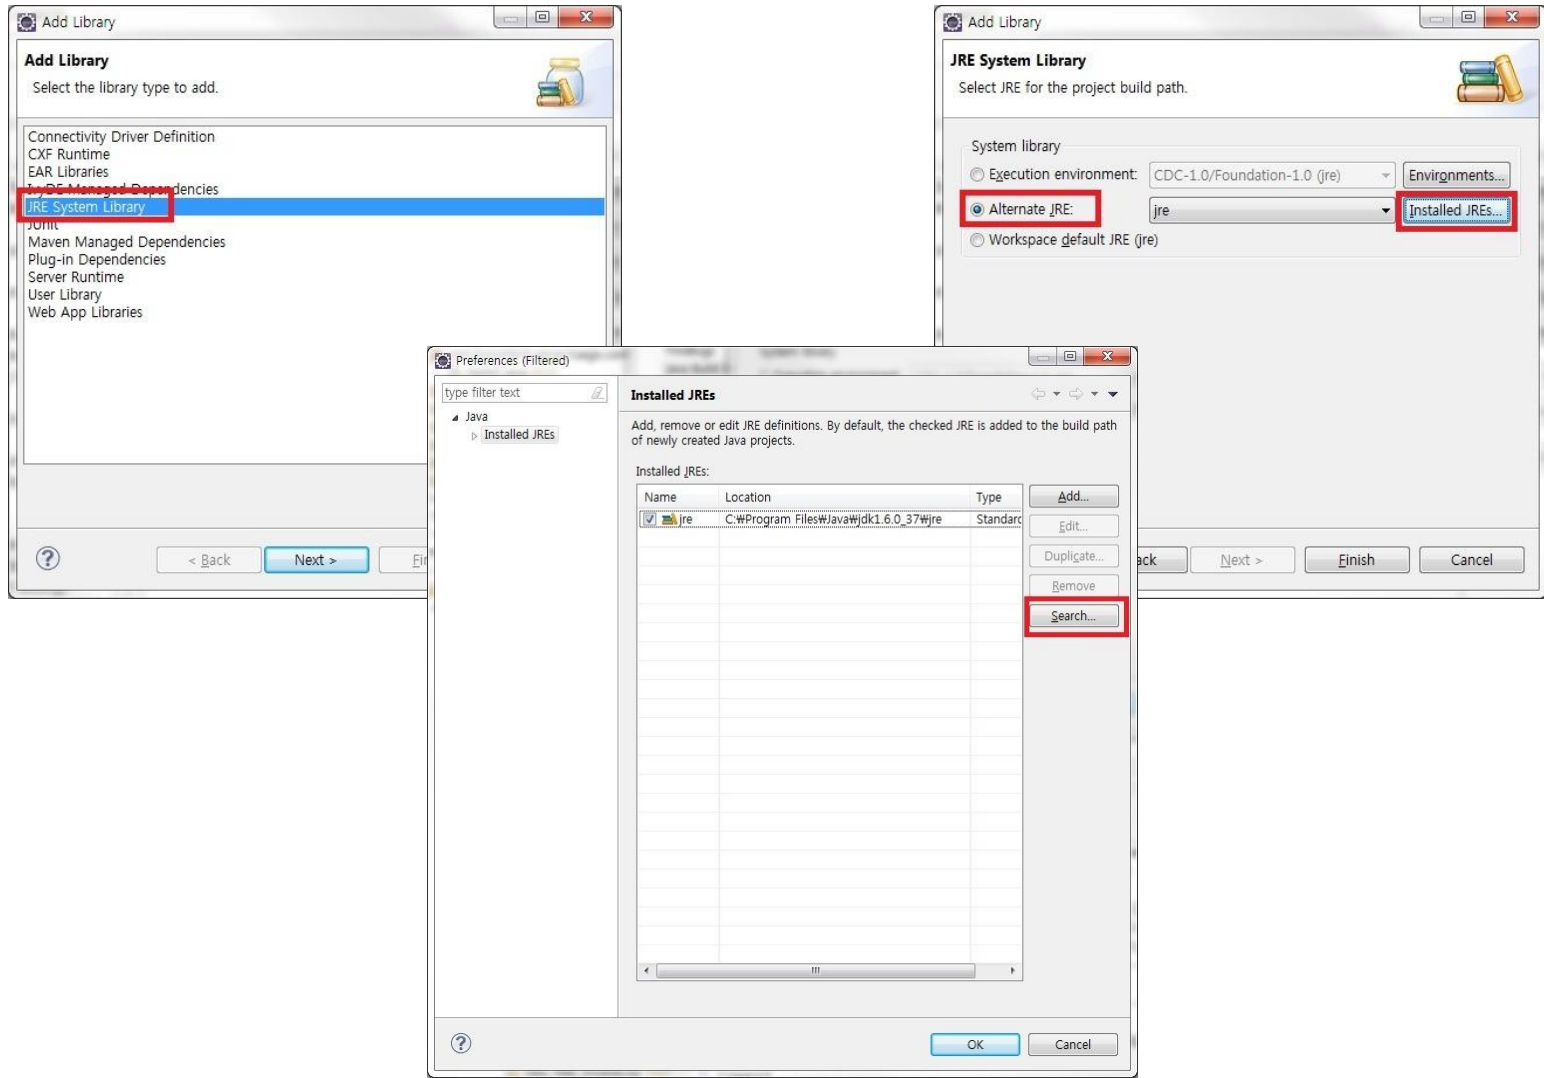 Add Library
Add Library
Select the library type to add.
Connectivity Driver Definition
CXF Runtime
EAR Libraries
IvyDE Managed Dependencies
JRE System Library
JUnit
Maven Managed Dependencies
Plug-in Dependencies
Server Runtime
User Library
Web App Libraries
< Back
Next >
Add Library
JRE System Library
Select JRE for the project build path.
System library
Execution environment:
CDC-1.0/Foundation-1.0 (jre)
Environments...
Alternate JRE:
jre
Installed JREs...
Workspace default JRE (jre)
Next >
Finish
Cancel
Preferences (Filtered)
type filter text
Java
Installed JREs
Installed JREs
Add, remove or edit JRE definitions. By default, the checked JRE is added to the build path
of newly created Java projects.
Installed JREs:
Name Location Type
jre C:₩Program Files₩Java₩jdk1.6.0_37₩jre Standard
Add...
Edit...
Duplicate...
Remove
Search...
OK
Cancel